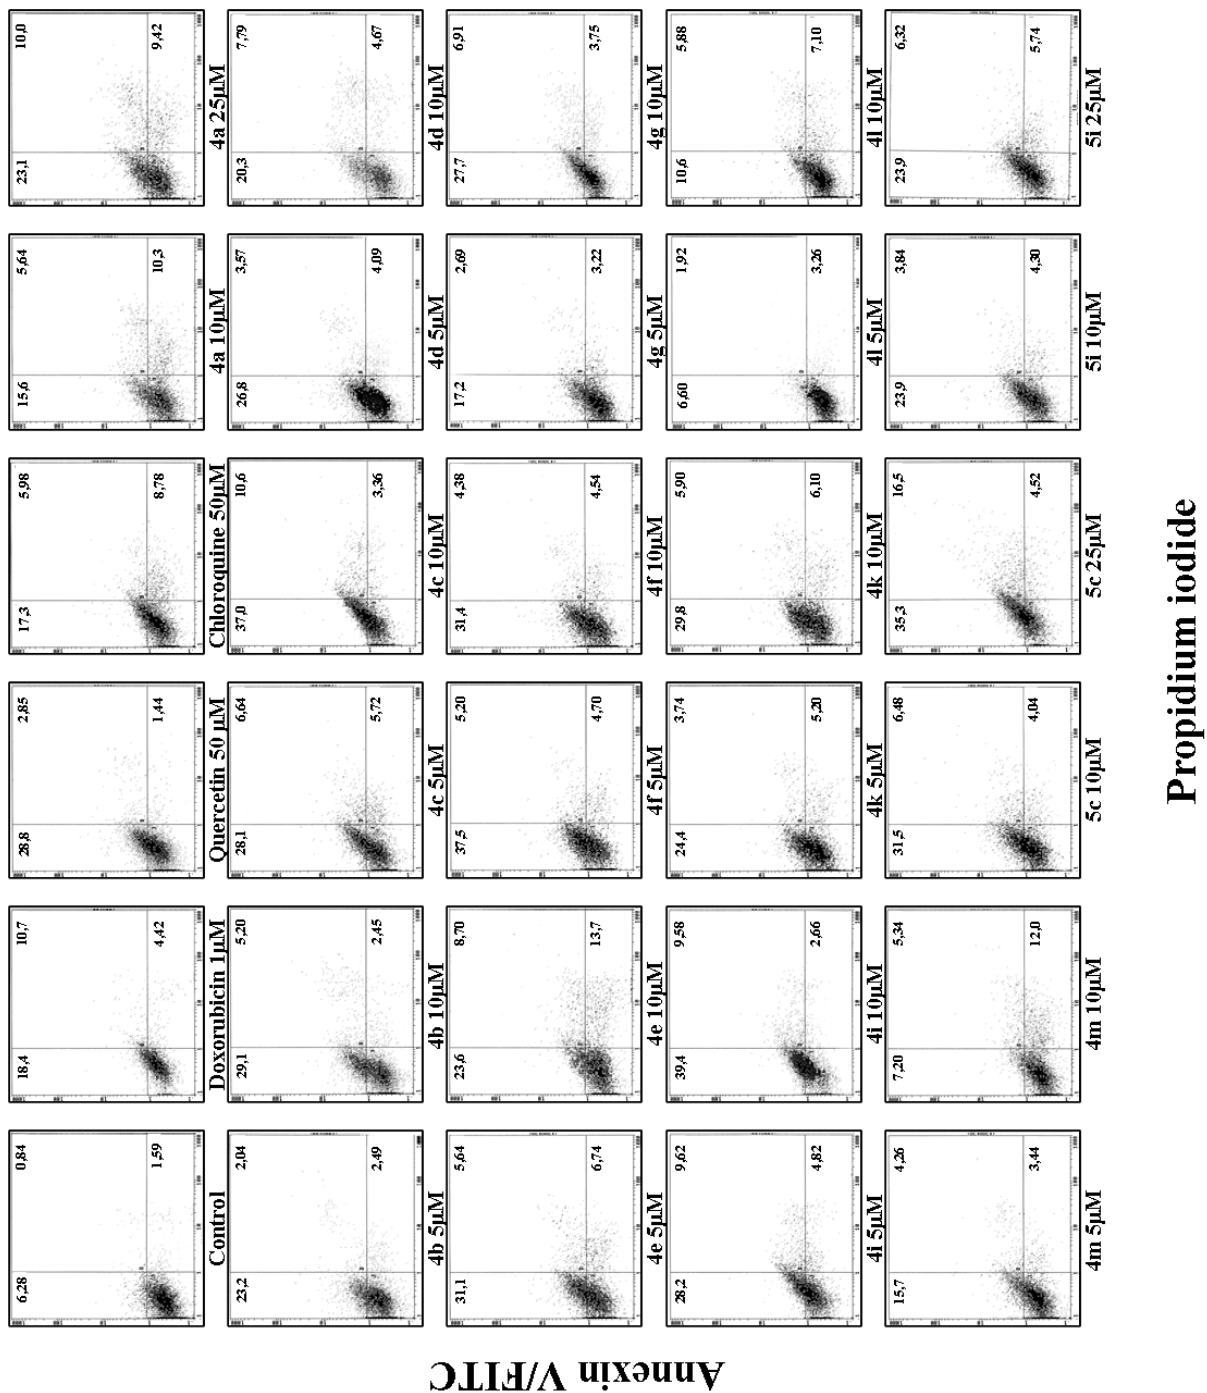 6,28 0,84 18,4 10,7 28,8 2,85 17,3 5,98 15,6 5,64 23,1 10,0
1,59 4,42 1,44 8,78 10,3 9,42
Control Doxorubicin 1μM Quercetin 50 μM Chloroquine 50μM 4a 10μM 4a 25μM
23,2 2,04 29,1 5,20 28,1 6,64 37,0 10,6 26,8 3,57 20,3 7,79
2,49 2,45 5,72 3,36 4,09 4,67
4b 5μM 4b 10μM 4c 5μM 4c 10μM 4d 5μM 4d 10μM
31,1 5,64 23,6 8,70 37,5 5,20 31,4 4,38 17,2 2,69 27,7 6,91
6,74 13,7 4,70 4,54 3,22 3,75
4e 5μM 4e 10μM 4f 5μM 4f 10μM 4g 5μM 4g 10μM
28,2 9,62 39,4 9,58 24,4 3,74 29,8 5,90 6,60 1,92 10,6 5,88
4,82 2,66 5,20 6,10 3,26 7,10
4i 5μM 4i 10μM 4k 5μM 4k 10μM 4l 5μM 4l 10μM
15,7 4,26 7,20 5,34 31,5 6,48 35,3 16,5 23,9 3,84 23,9 6,32
3,44 12,0 4,04 4,52 4,30 5,74
4m 5μM 4m 10μM 5c 10μM 5c 25μM 5i 10μM 5i 25μM
Annexin V/FITC
Propidium iodide